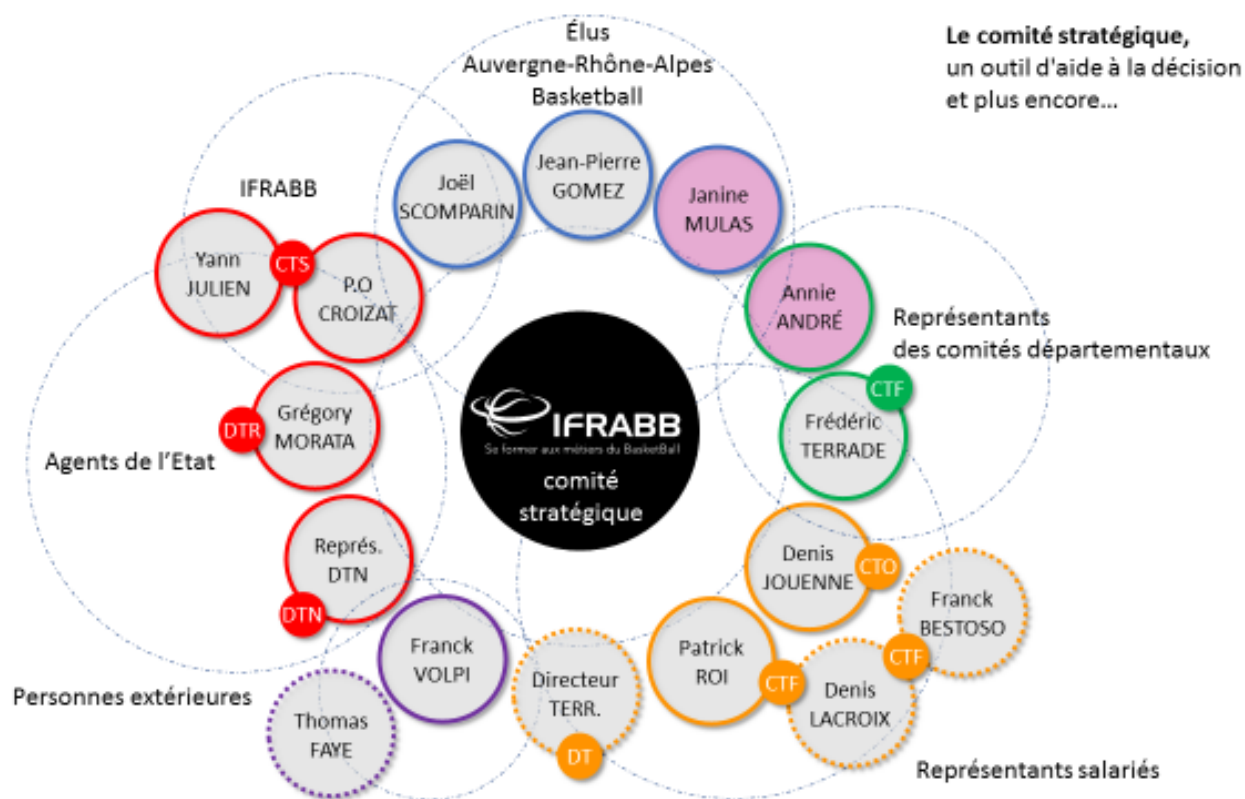 Élus
Auvergne-Rhône-Alpes
Basketball
Le comité stratégique,
un outil d'aide à la décision
et plus encore...
IFRABB
Joël
SCOMPARIN
Jean-Pierre
GOMEZ
Janine
MULAS
Yann
JULIEN
CTS
P.O
CROIZAT
Annie
ANDRÉ
Représentants
des comités départementaux
CTF
Frédéric
TERRADE
Grégory
MORATA
DTR
Agents de l'Etat
IFRABB
Se former aux métiers du BasketBall
comité
stratégique
Représ.
DTN
DTN
Denis
JOUENNE
CTO
Franck
BESTOSO
CTF
Franck
VOLPI
Personnes extérieures
Thomas
FAYE
Directeur
TERR.
DT
Patrick
ROI
CTF
Denis
LACROIX
Représentants salariés